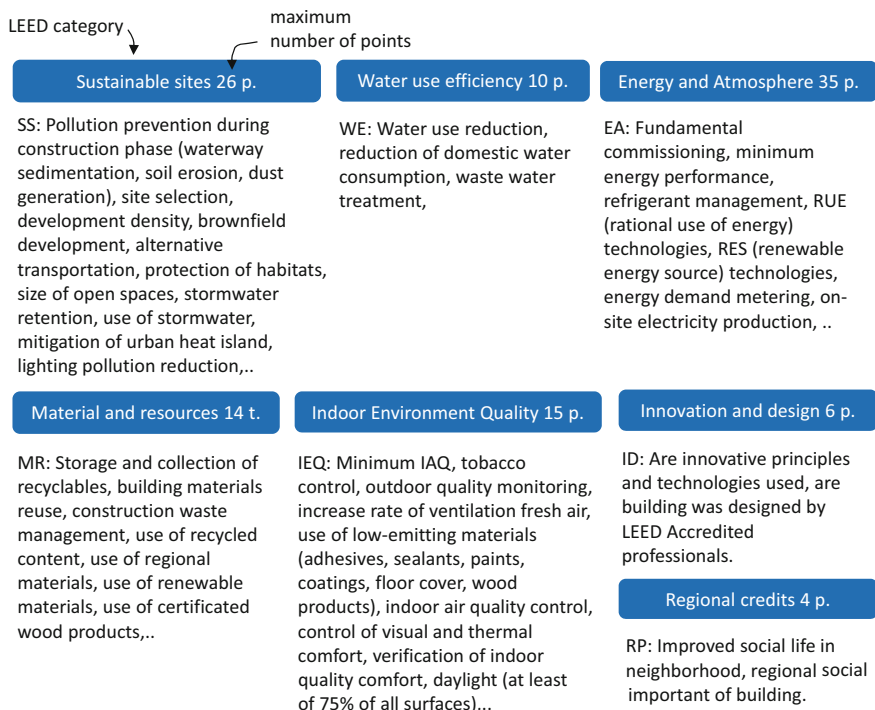 LEED category
maximum
number of points
Sustainable sites 26 p.
SS: Pollution prevention during
construction phase (waterway
sedimentation, soil erosion, dust
generation), site selection,
development density, brownfield
development, alternative
transportation, protection of habitats,
size of open spaces, stormwater
retention, use of stormwater,
mitigation of urban heat island,
lighting pollution reduction,..
Water use efficiency 10 p.
WE: Water use reduction,
reduction of domestic water
consumption, waste water
treatment,
Energy and Atmosphere 35 p.
EA: Fundamental
commissioning, minimum
energy performance,
refrigerant management, RUE
(rational use of energy)
technologies, RES (renewable
energy source) technologies,
energy demand metering, on-
site electricity production, ..
Material and resources 14 t.
MR: Storage and collection of
recyclables, building materials
reuse, construction waste
management, use of recycled
content, use of regional
materials, use of renewable
materials, use of certificated
wood products,..
Indoor Environment Quality 15 p.
IEQ: Minimum IAQ, tobacco
control, outdoor quality monitoring,
increase rate of ventilation fresh air,
use of low-emitting materials
(adhesives, sealants, paints,
coatings, floor cover, wood
products), indoor air quality control,
control of visual and thermal
comfort, verification of indoor
quality comfort, daylight (at least
of 75% of all surfaces)...
Innovation and design 6 p.
ID: Are innovative principles
and technologies used, are
building was designed by
LEED Accredited
professionals.
Regional credits 4 p.
RP: Improved social life in
neighborhood, regional social
important of building.